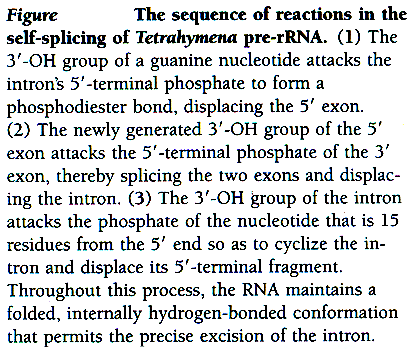 Figure The sequence of reactions in the
self-splicing of Tetrahymena pre-rRNA. (1) The
3′-OH group of a guanine nucleotide attacks the
intron's 5′-terminal phosphate to form a
phosphodiester bond, displacing the 5′ exon.
(2) The newly generated 3′-OH group of the 5′
exon attacks the 5′-terminal phosphate of the 3′
exon, thereby splicing the two exons and displac-
ing the intron. (3) The 3′-OH group of the intron
attacks the phosphate of the nucleotide that is 15
residues from the 5′ end so as to cyclize the in-
tron and displace its 5′-terminal fragment.
Throughout this process, the RNA maintains a
folded, internally hydrogen-bonded conformation
that permits the precise excision of the intron.